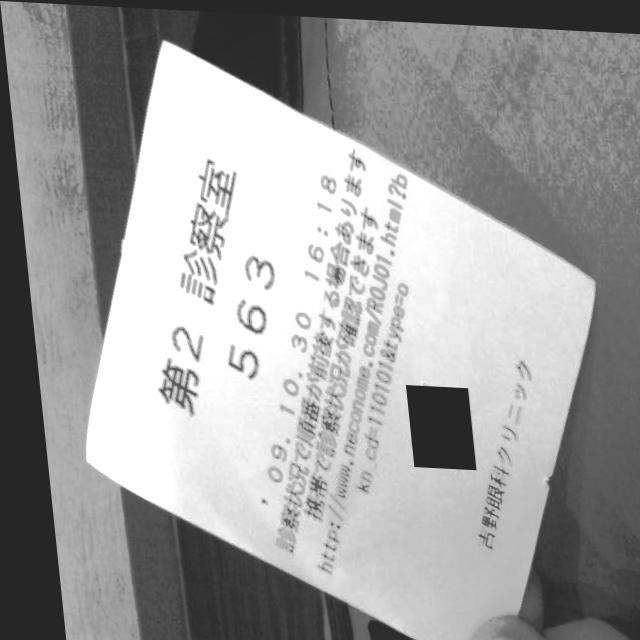 第2 診察室
563
'09. 10. 30 16:18
診察状況で順番が前後する場合あります
携帯で診察状況が確認できます
http://www.neconome.com/ROJ01.html?b
kn_cd=110101&type=o
古野眼科クリニック